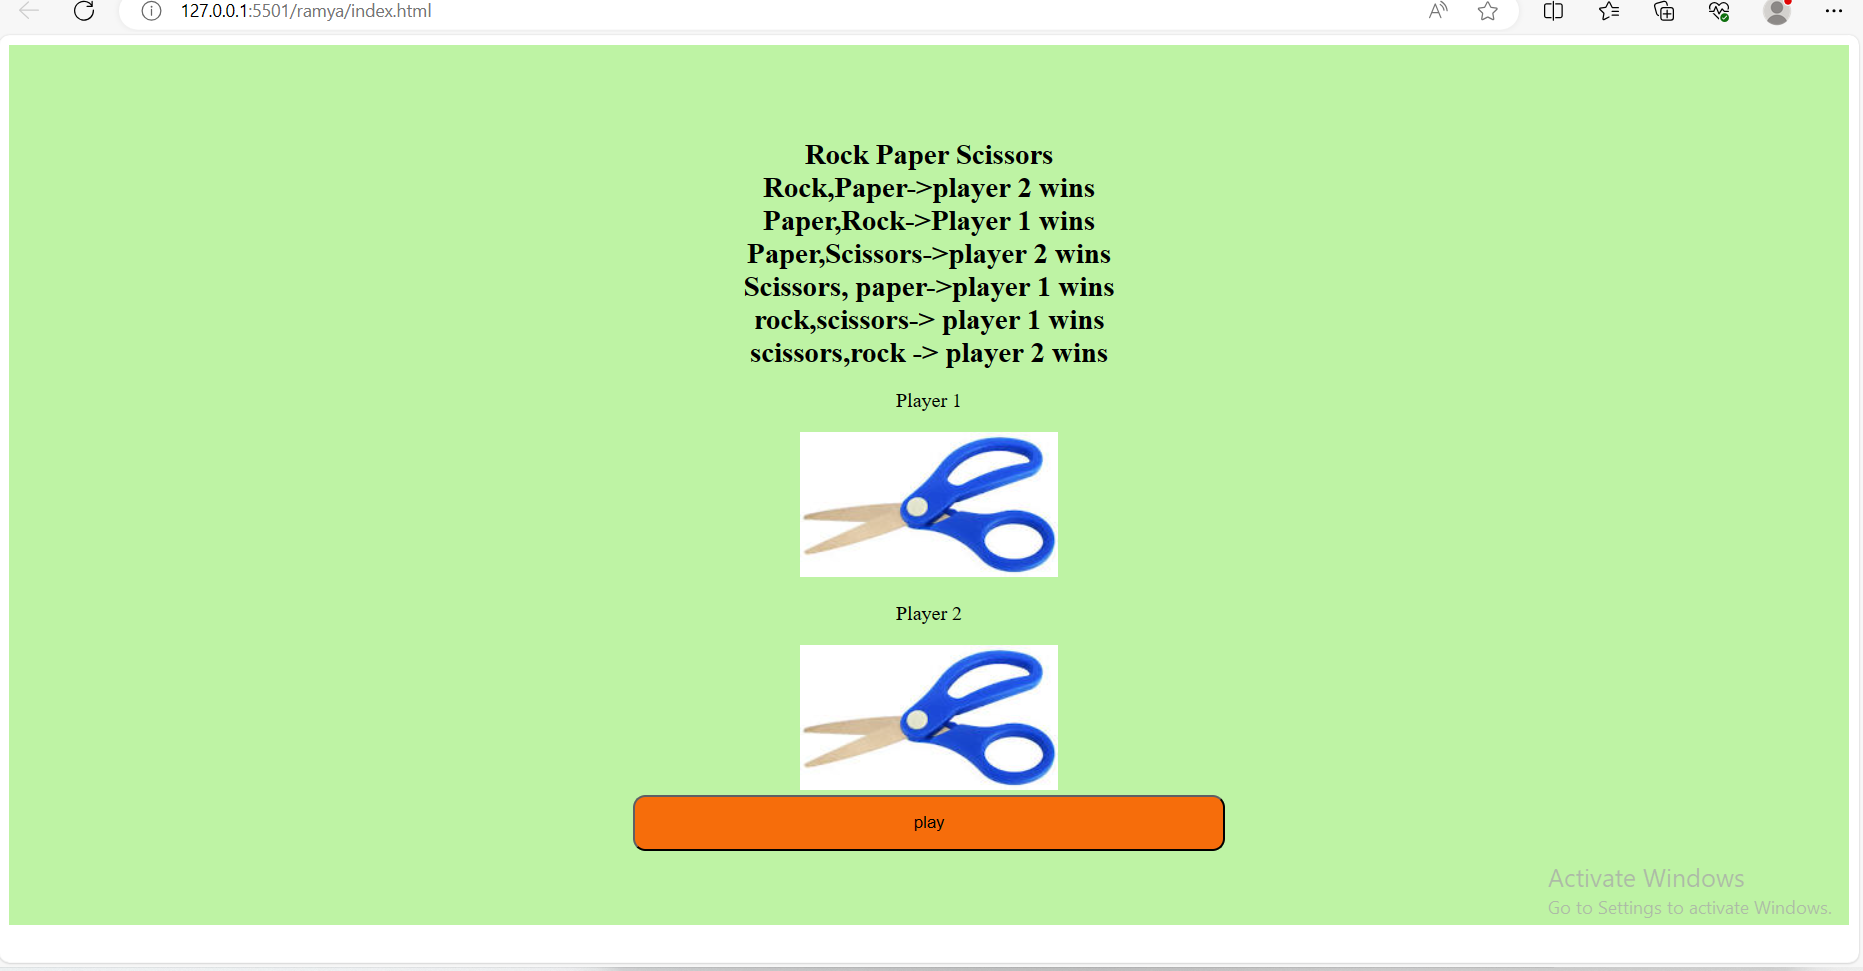 127.0.0.1:5501/ramya/index.html
Rock Paper Scissors
Rock,Paper->player 2 wins
Paper,Rock->Player 1 wins
Paper,Scissors->player 2 wins
Scissors, paper->player 1 wins
rock,scissors-> player 1 wins
scissors,rock -> player 2 wins
Player 1
Player 2
play
Activate Windows
Go to Settings to activate Windows.